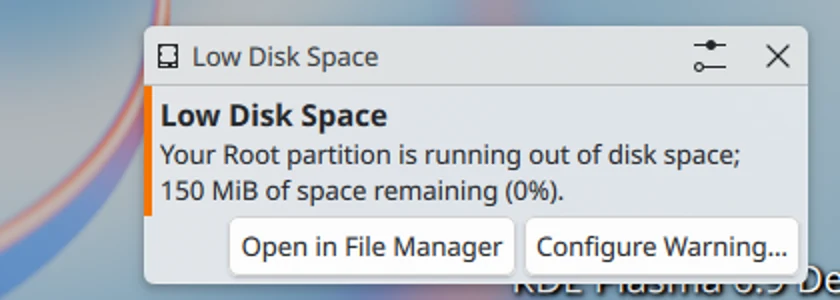 Low Disk Space
Low Disk Space
Your Root partition is running out of disk space;
150 MiB of space remaining (0%).
Open in File Manager
Configure Warning...
KDE Plasma 6.9 De